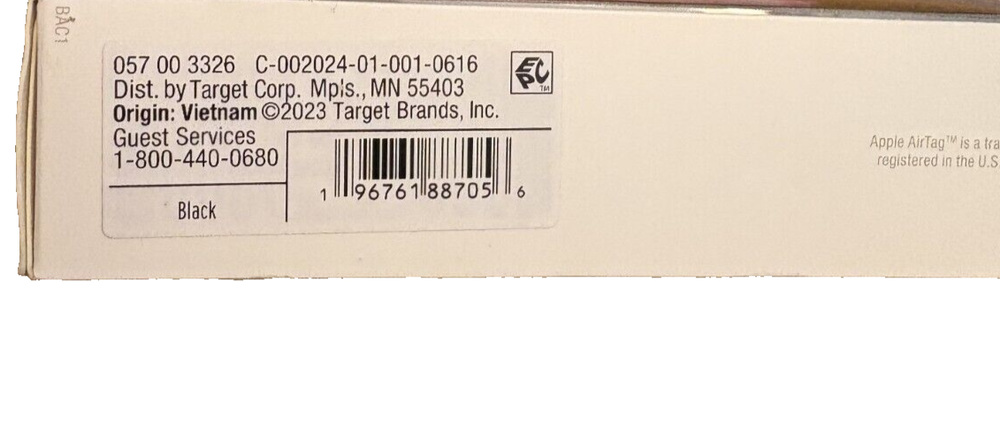 BAC1
057 00 3326 C-002024-01-001-0616
EPC™
Dist. by Target Corp. Mpls., MN 55403
Origin: Vietnam ©2023 Target Brands, Inc.
Guest Services
1-800-440-0680
1 96761 88705 6
Black
Apple AirTag™ is a tra
registered in the U.S.